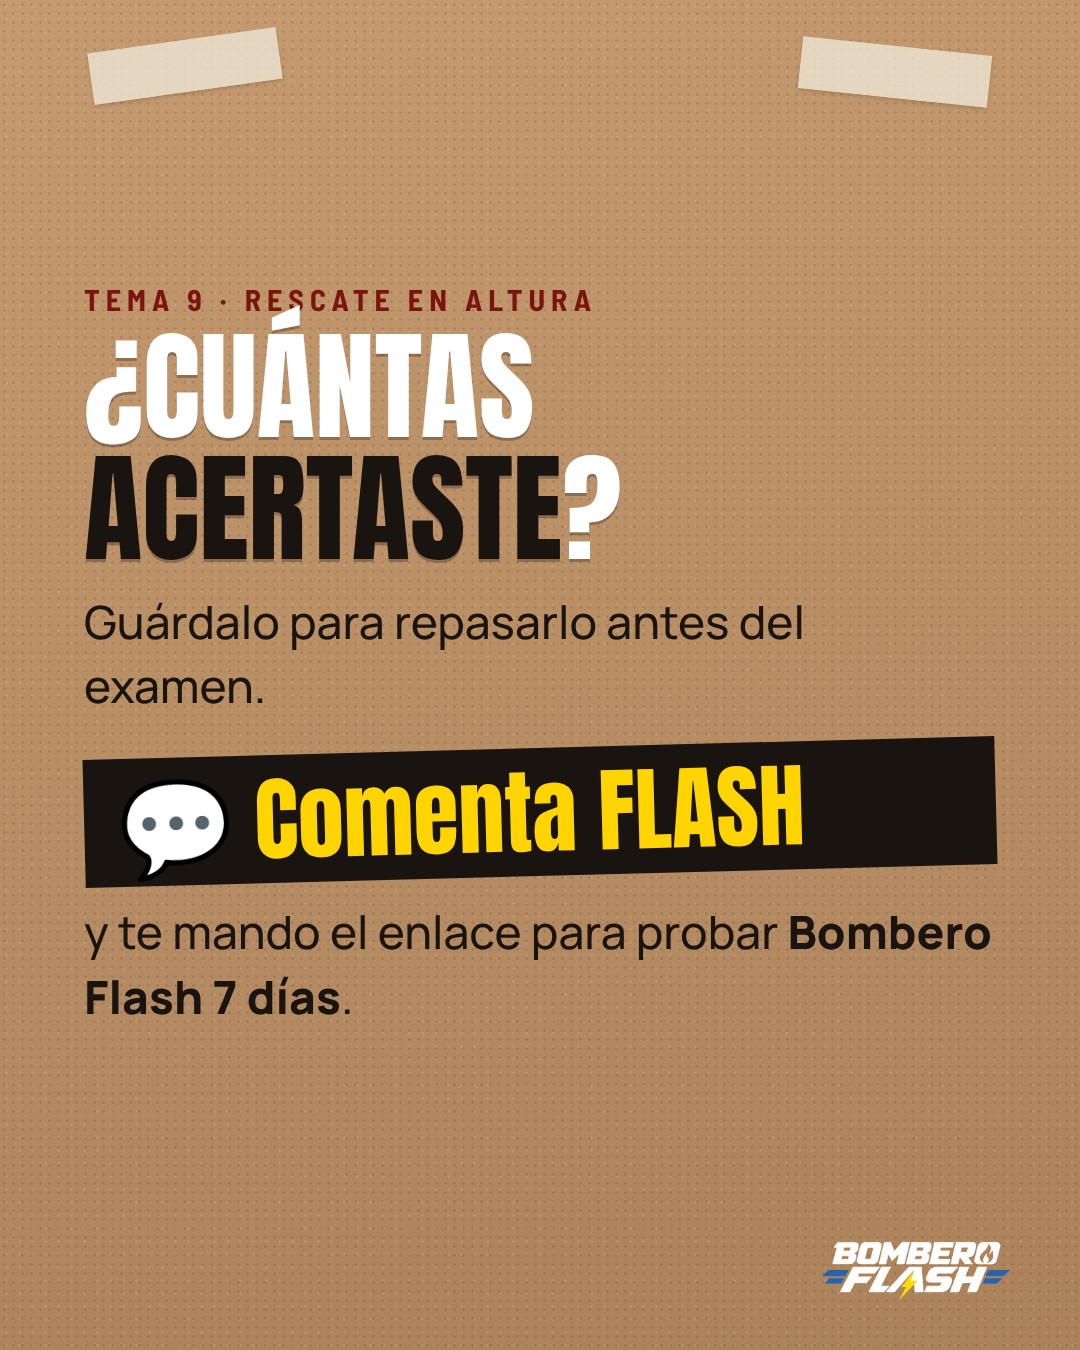 TEMA 9 · RESCATE EN ALTURA
¿CUÁNTAS
ACERTASTE?
Guárdalo para repasarlo antes del
examen.
💬 Comenta FLASH
y te mando el enlace para probar Bombero
Flash 7 días.
BOMBERO
FLASH